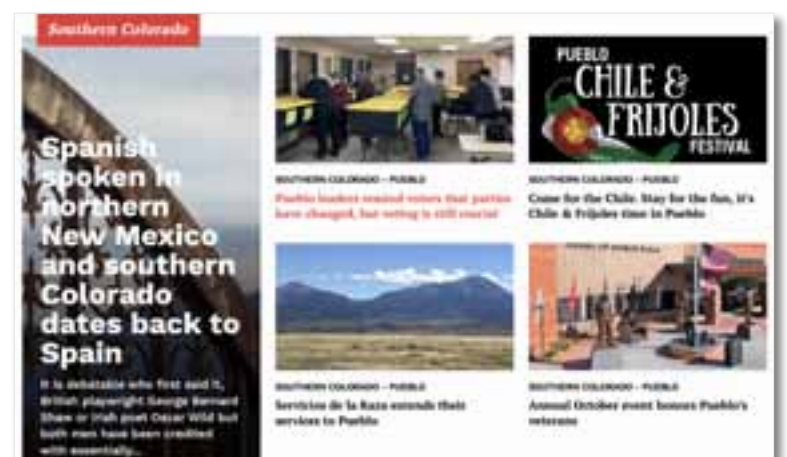 Southern Colorado
Spanish
spoken in
northern
New Mexico
and southern
Colorado
dates back to
Spain
It is debatable who first said it,
British playwright George Bernard
Shaw or Irish poet Oscar Wild but
both men have been credited
with essentially...
SOUTHERN COLORADO – PUEBLO
Pueblo leaders remind voters that parties
have changed, but voting is still crucial
PUEBLO
CHILE &
FRIJOLES
FESTIVAL
SOUTHERN COLORADO – PUEBLO
Come for the Chile. Stay for the fun, it's
Chile & Frijoles time in Pueblo
SOUTHERN COLORADO – PUEBLO
Servicios de la Raza extends their
services to Pueblo
SOUTHERN COLORADO – PUEBLO
Annual October event honors Pueblo's
veterans